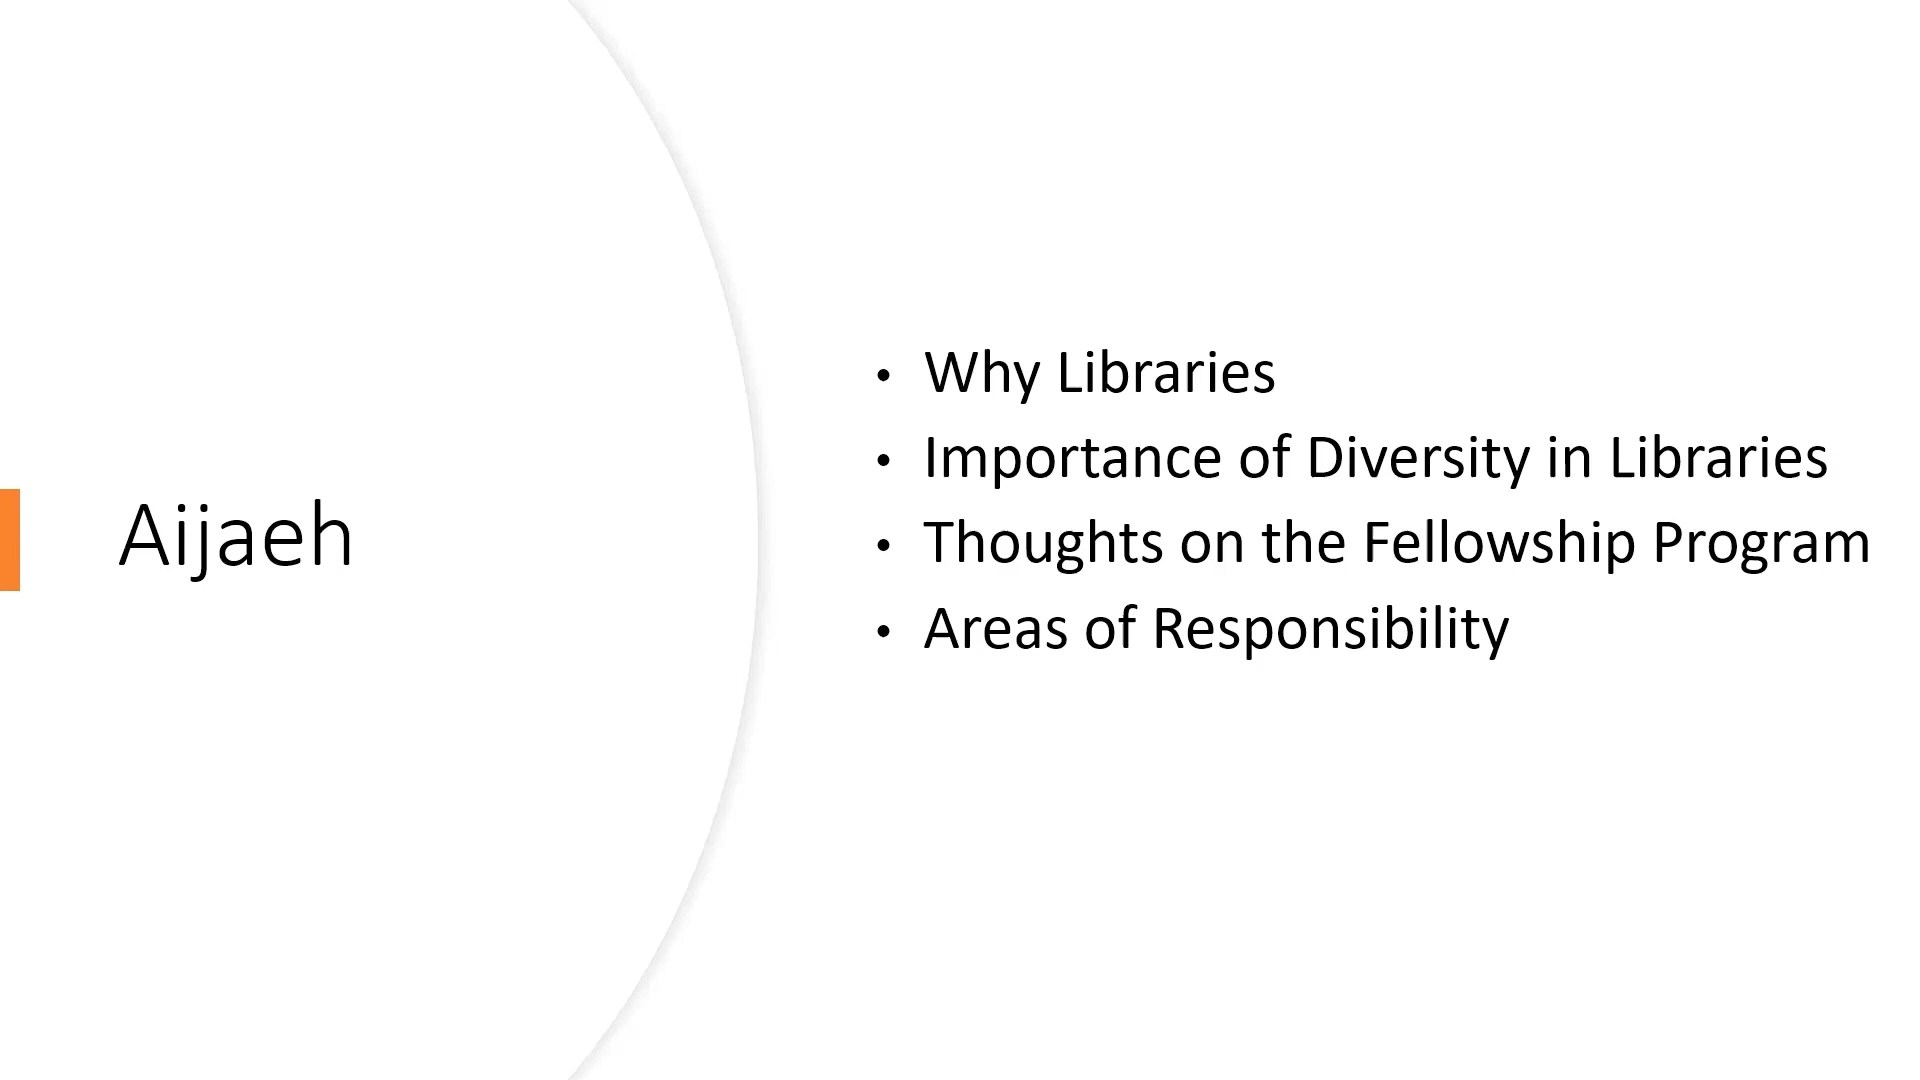 Aijaeh
• Why Libraries
• Importance of Diversity in Libraries
• Thoughts on the Fellowship Program
• Areas of Responsibility